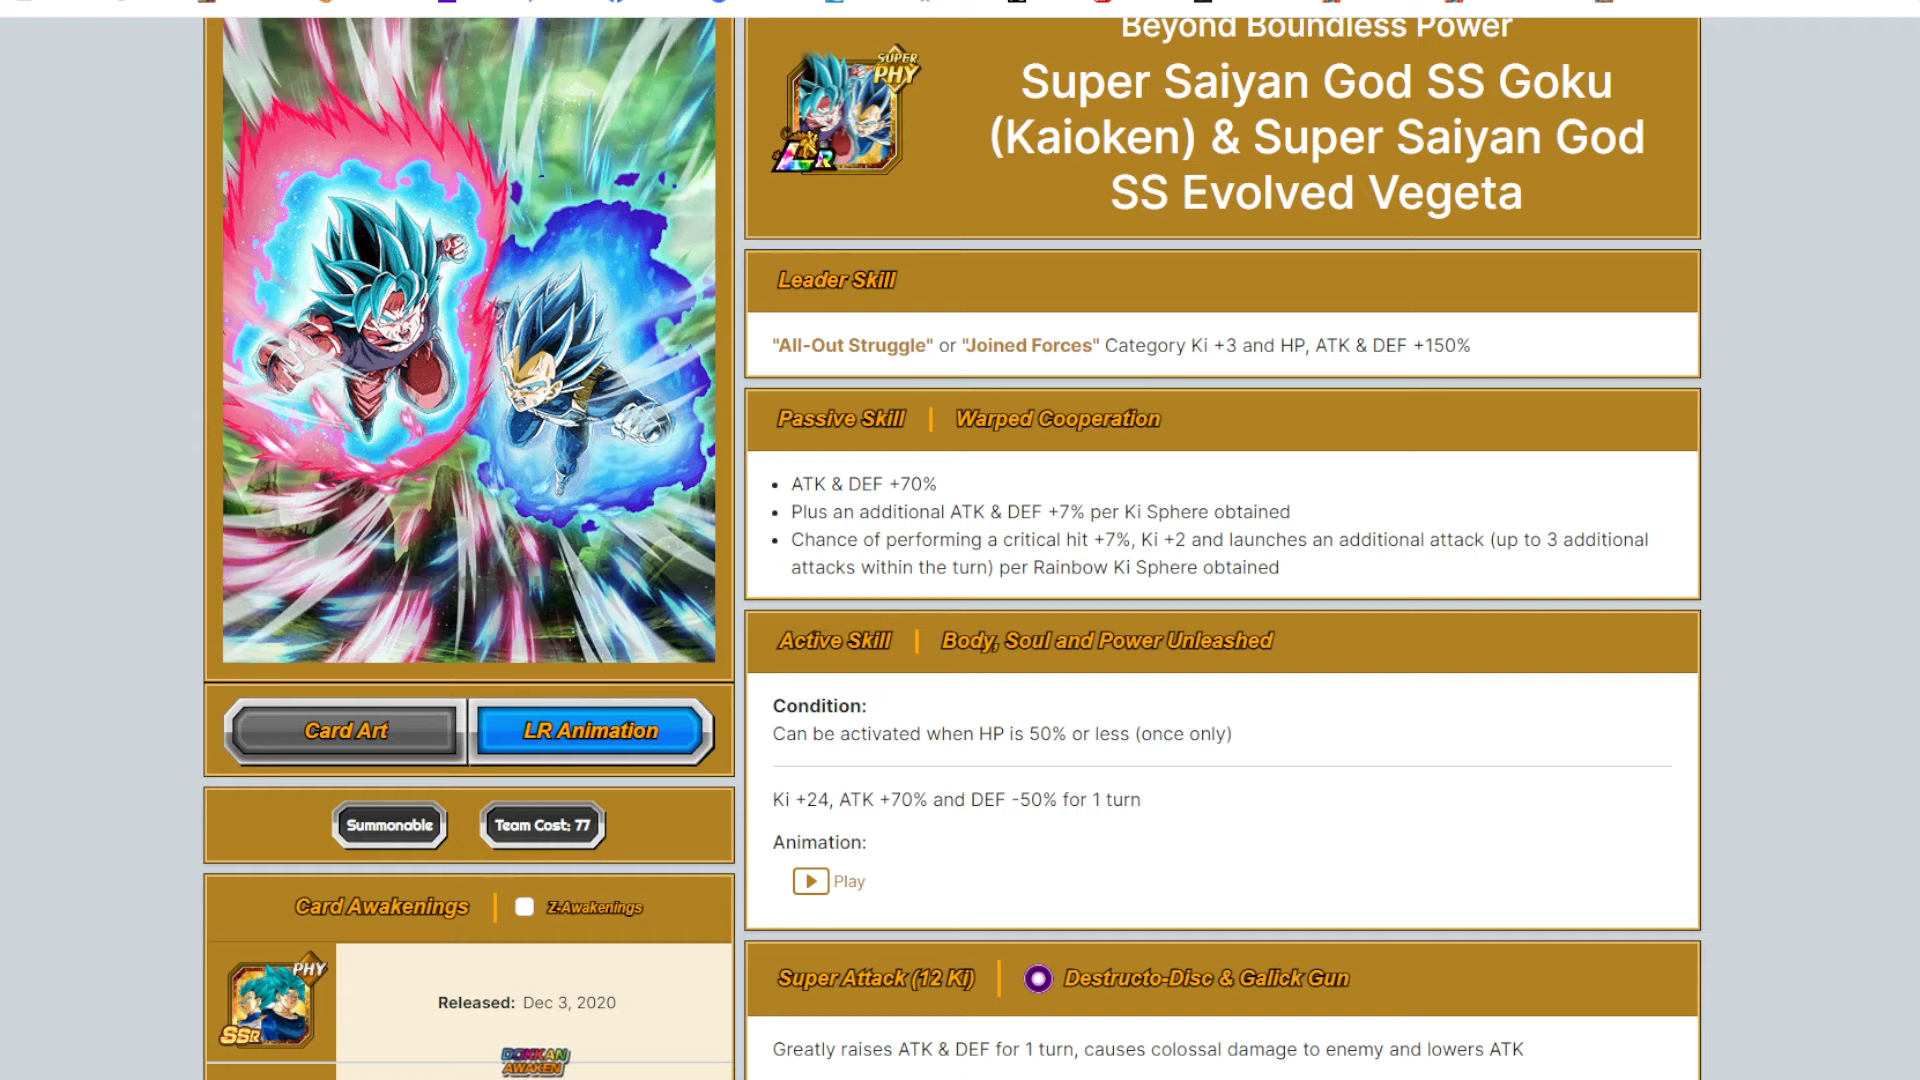 Beyond Boundless Power
SUPER
PHY
LR
Super Saiyan God SS Goku
(Kaioken) & Super Saiyan God
SS Evolved Vegeta
Leader Skill
"All-Out Struggle" or "Joined Forces" Category Ki +3 and HP, ATK & DEF +150%
Passive Skill | Warped Cooperation
• ATK & DEF +70%
• Plus an additional ATK & DEF +7% per Ki Sphere obtained
• Chance of performing a critical hit +7%, Ki +2 and launches an additional attack (up to 3 additional
attacks within the turn) per Rainbow Ki Sphere obtained
Active Skill | Body, Soul and Power Unleashed
Condition:
Can be activated when HP is 50% or less (once only)
Ki +24, ATK +70% and DEF -50% for 1 turn
Animation:
Play
Super Attack (12 Ki) | Destructo-Disc & Galick Gun
Greatly raises ATK & DEF for 1 turn, causes colossal damage to enemy and lowers ATK
Card Art
LR Animation
Summonable
Team Cost: 77
Card Awakenings | Z-Awakenings
PHY
SSR
Released: Dec 3, 2020
DOKKAN
AWAKEN